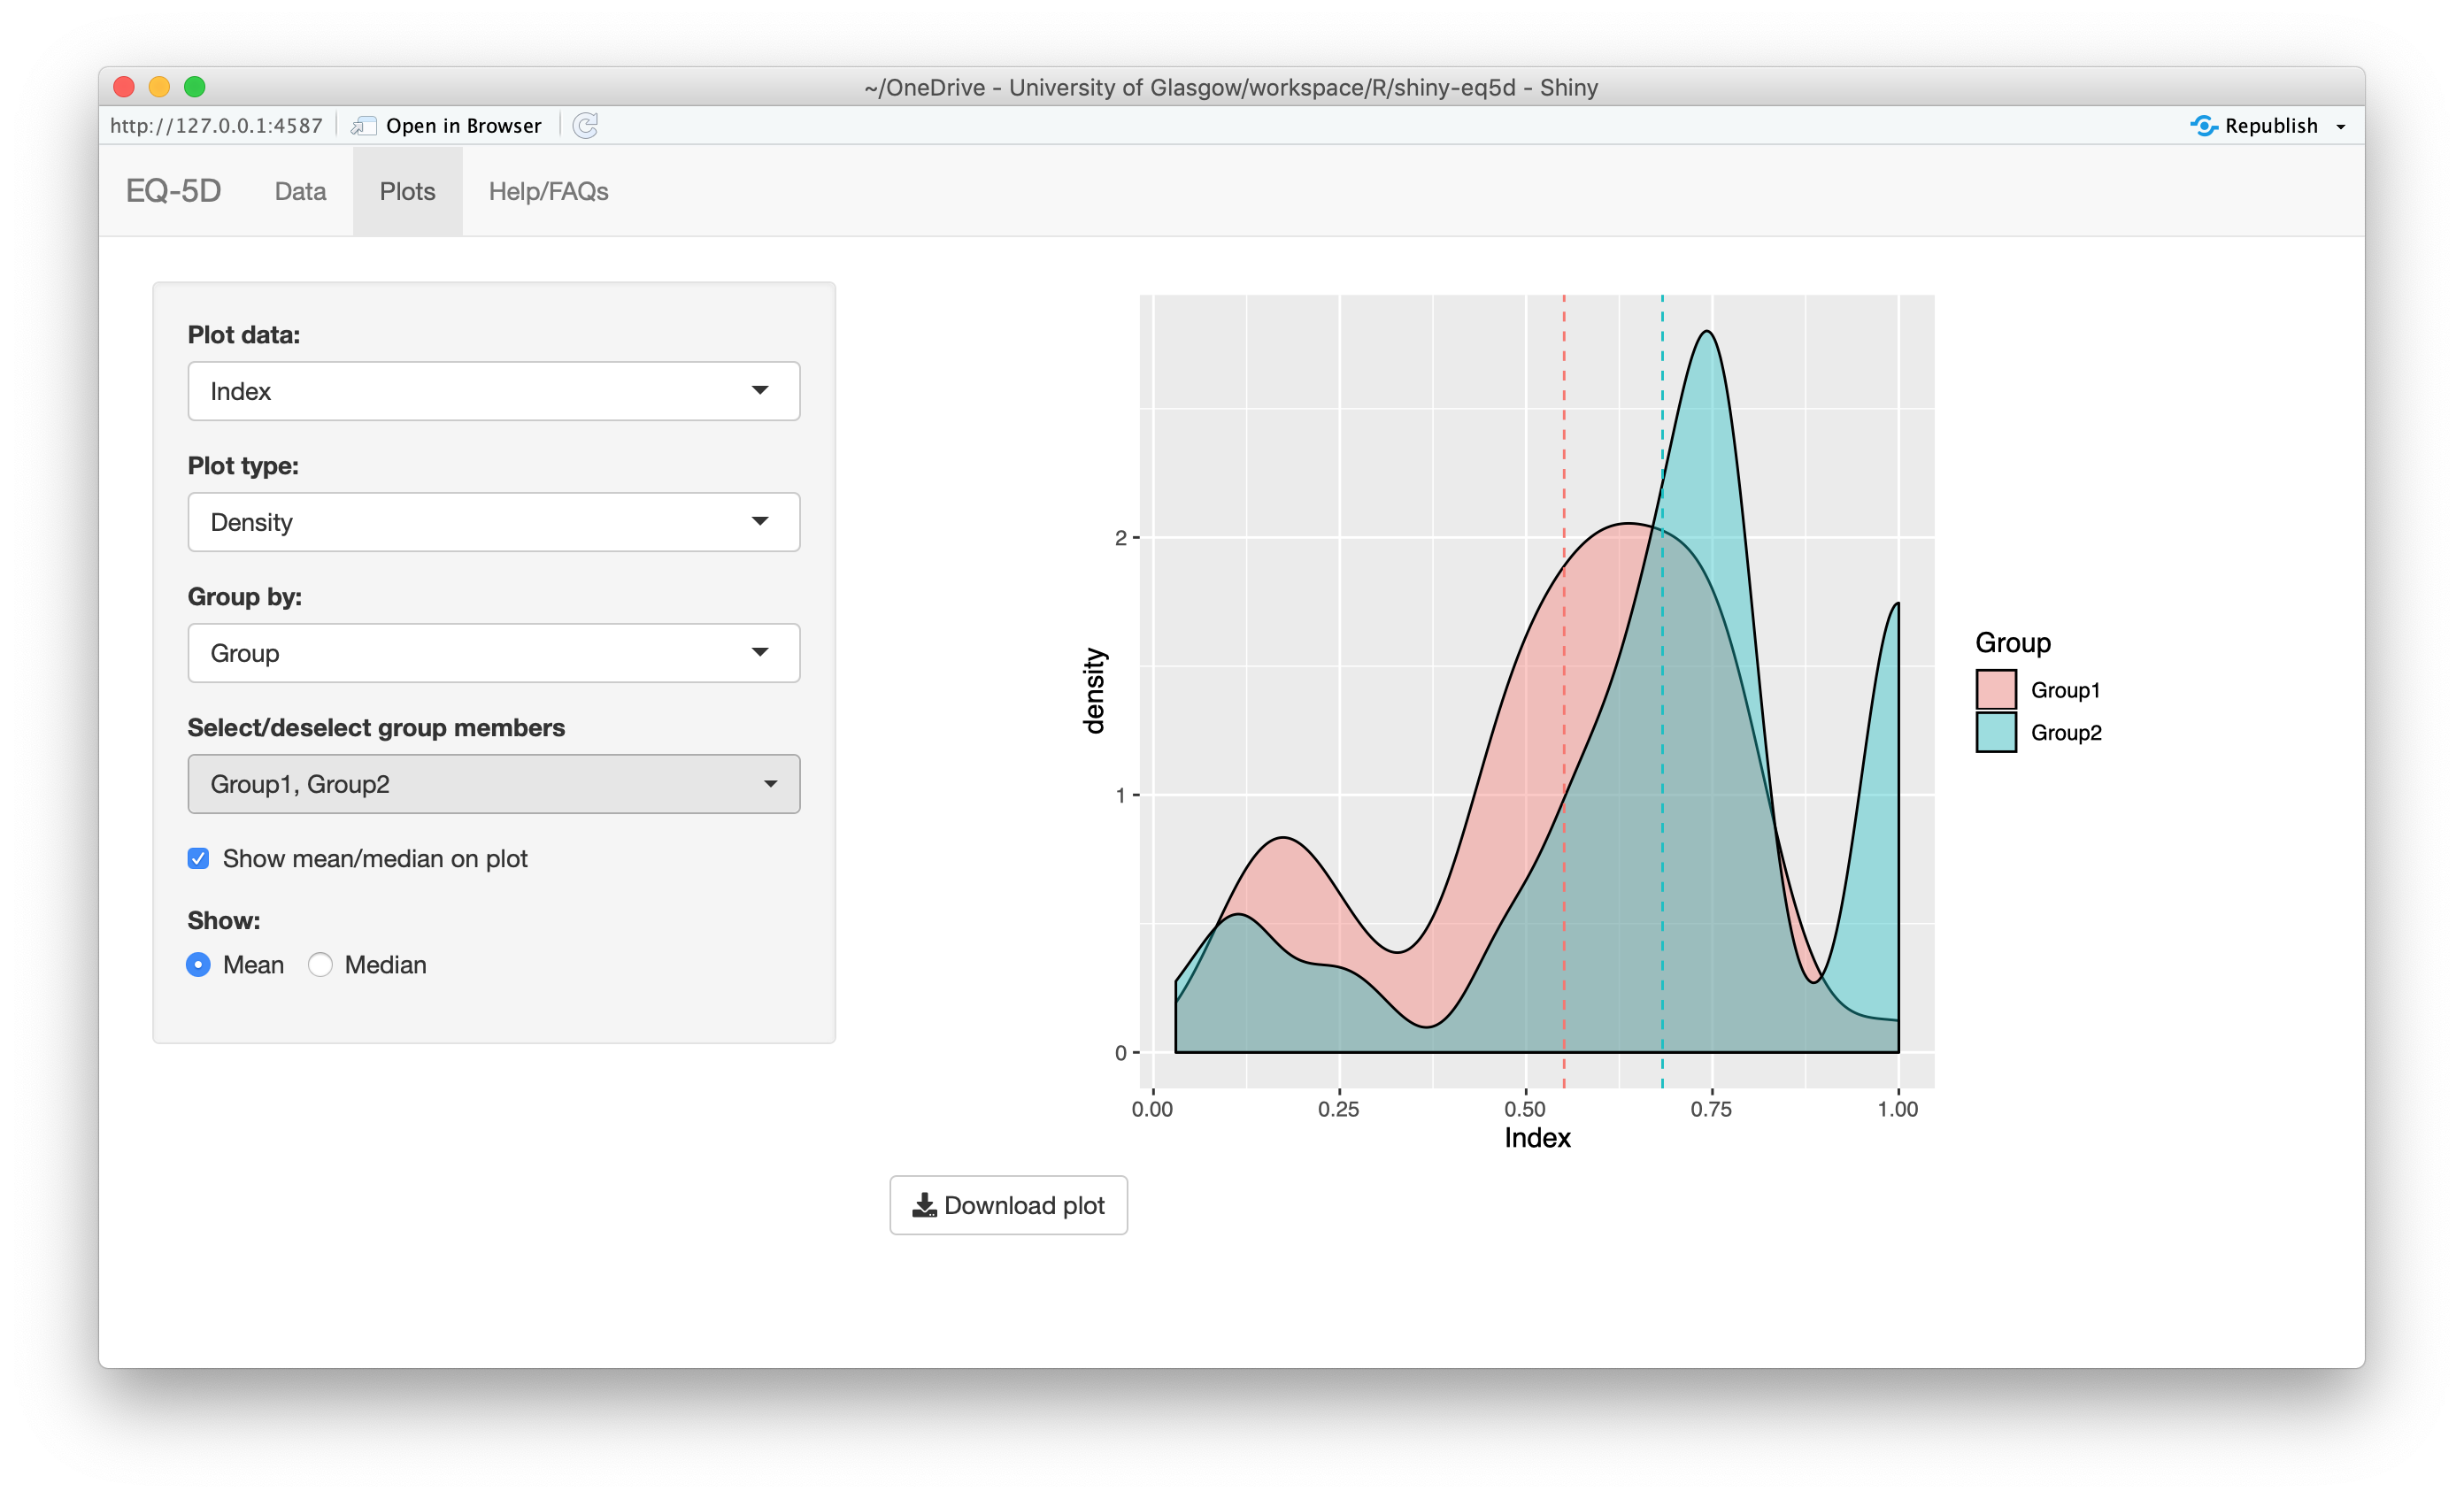 ~/OneDrive - University of Glasgow/workspace/R/shiny-eq5d - Shiny
http://127.0.0.1:4587 Open in Browser Republish
EQ-5D Data Plots Help/FAQs
Plot data:
Index
Plot type:
Density
Group by:
Group
Select/deselect group members
Group1, Group2
Show mean/median on plot
Show:
Mean Median
density
2
1
0
0.00 0.25 0.50 0.75 1.00
Index
Group
Group1
Group2
Download plot